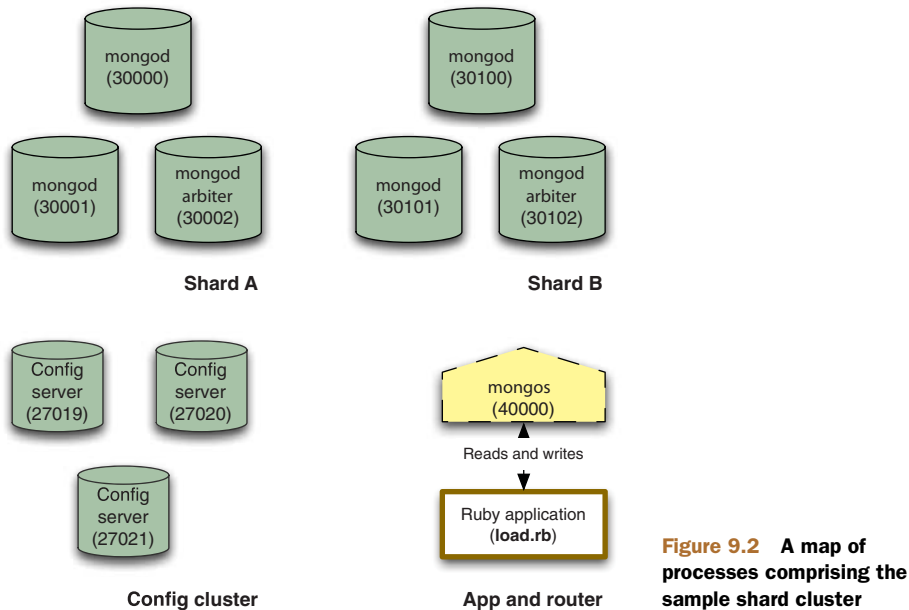 mongod
(30000)
mongod
(30001)
mongod
arbiter
(30002)
Shard A
mongod
(30100)
mongod
(30101)
mongod
arbiter
(30102)
Shard B
Config
server
(27019)
Config
server
(27020)
Config
server
(27021)
Config cluster
mongos
(40000)
Reads and writes
Ruby application
(load.rb)
App and router
Figure 9.2 A map of
processes comprising the
sample shard cluster